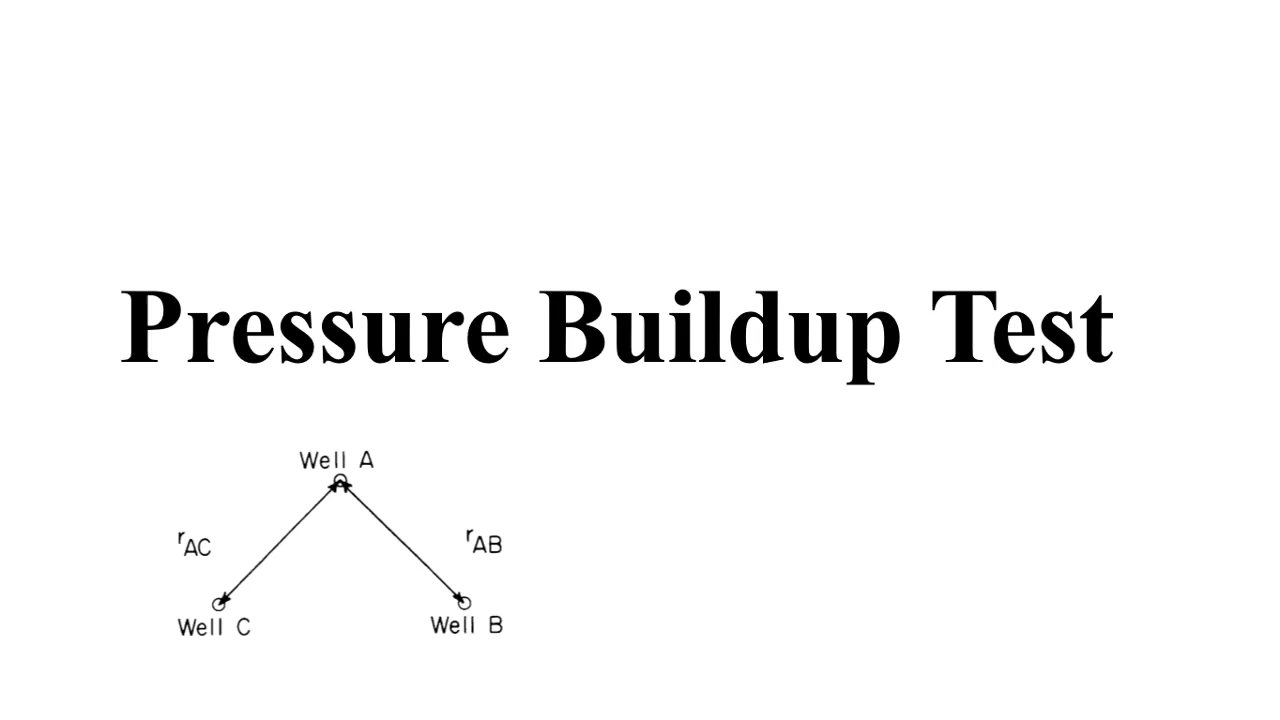 Pressure Buildup Test
Well A
rAC
rAB
Well C
Well B